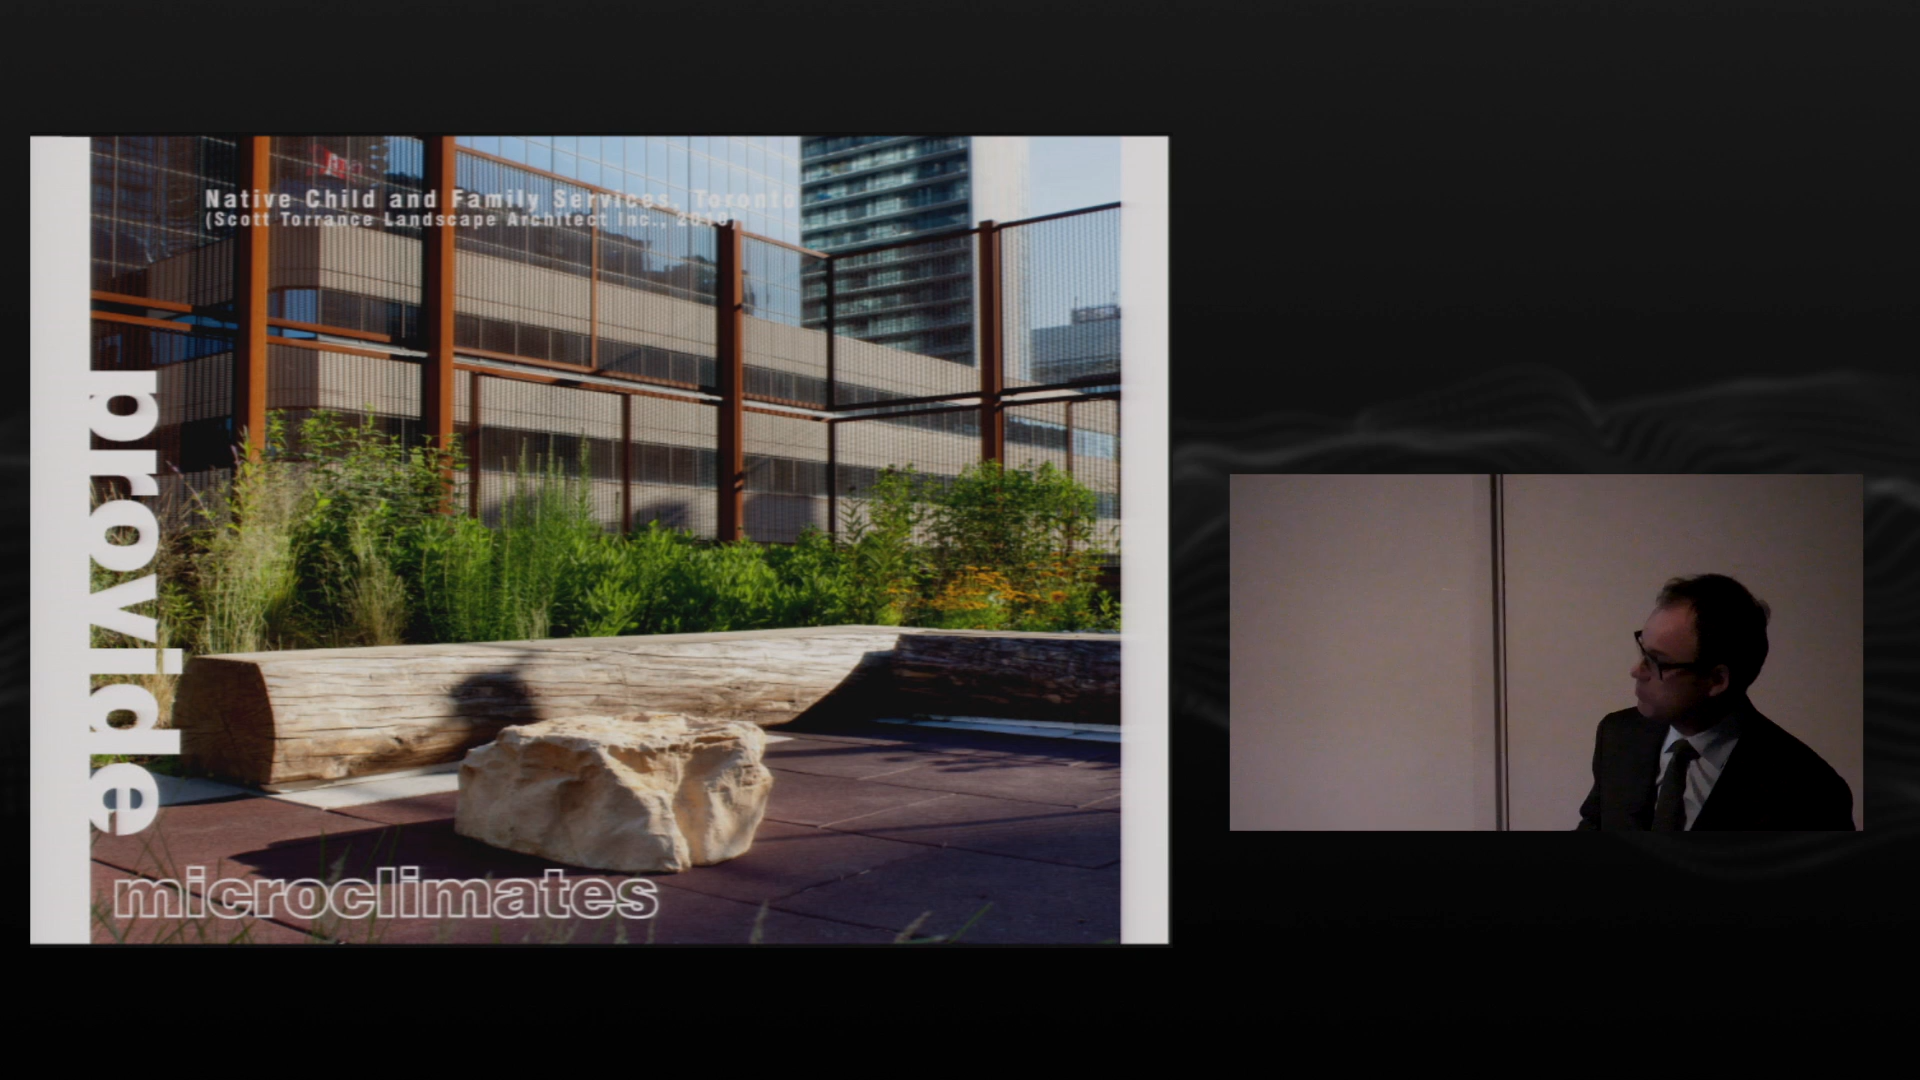 Native Child and Family Services, Toronto
(Scott Torrance Landscape Architect Inc., 2010)
provide
microclimates